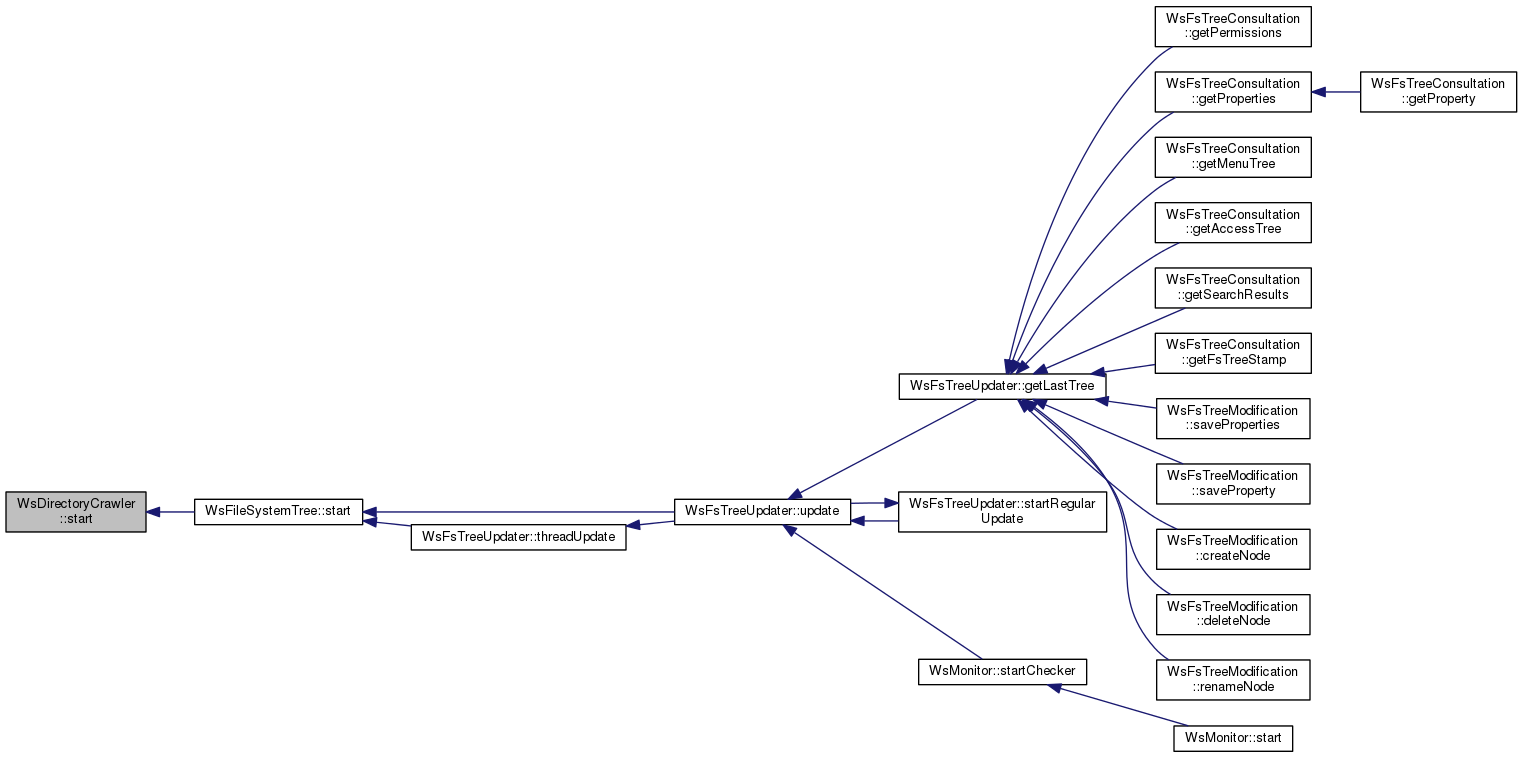 WsFsTreeConsultation
::getPermissions
WsFsTreeConsultation
::getProperties
WsFsTreeConsultation
::getProperty
WsFsTreeConsultation
::getMenuTree
WsFsTreeConsultation
::getAccessTree
WsFsTreeConsultation
::getSearchResults
WsFsTreeConsultation
::getFsTreeStamp
WsFsTreeUpdater::getLastTree
WsFsTreeModification
::saveProperties
WsFsTreeModification
::saveProperty
WsDirectoryCrawler
::start
WsFileSystemTree::start
WsFsTreeUpdater::threadUpdate
WsFsTreeUpdater::update
WsFsTreeUpdater::startRegular
Update
WsFsTreeModification
::createNode
WsFsTreeModification
::deleteNode
WsMonitor::startChecker
WsFsTreeModification
::renameNode
WsMonitor::start